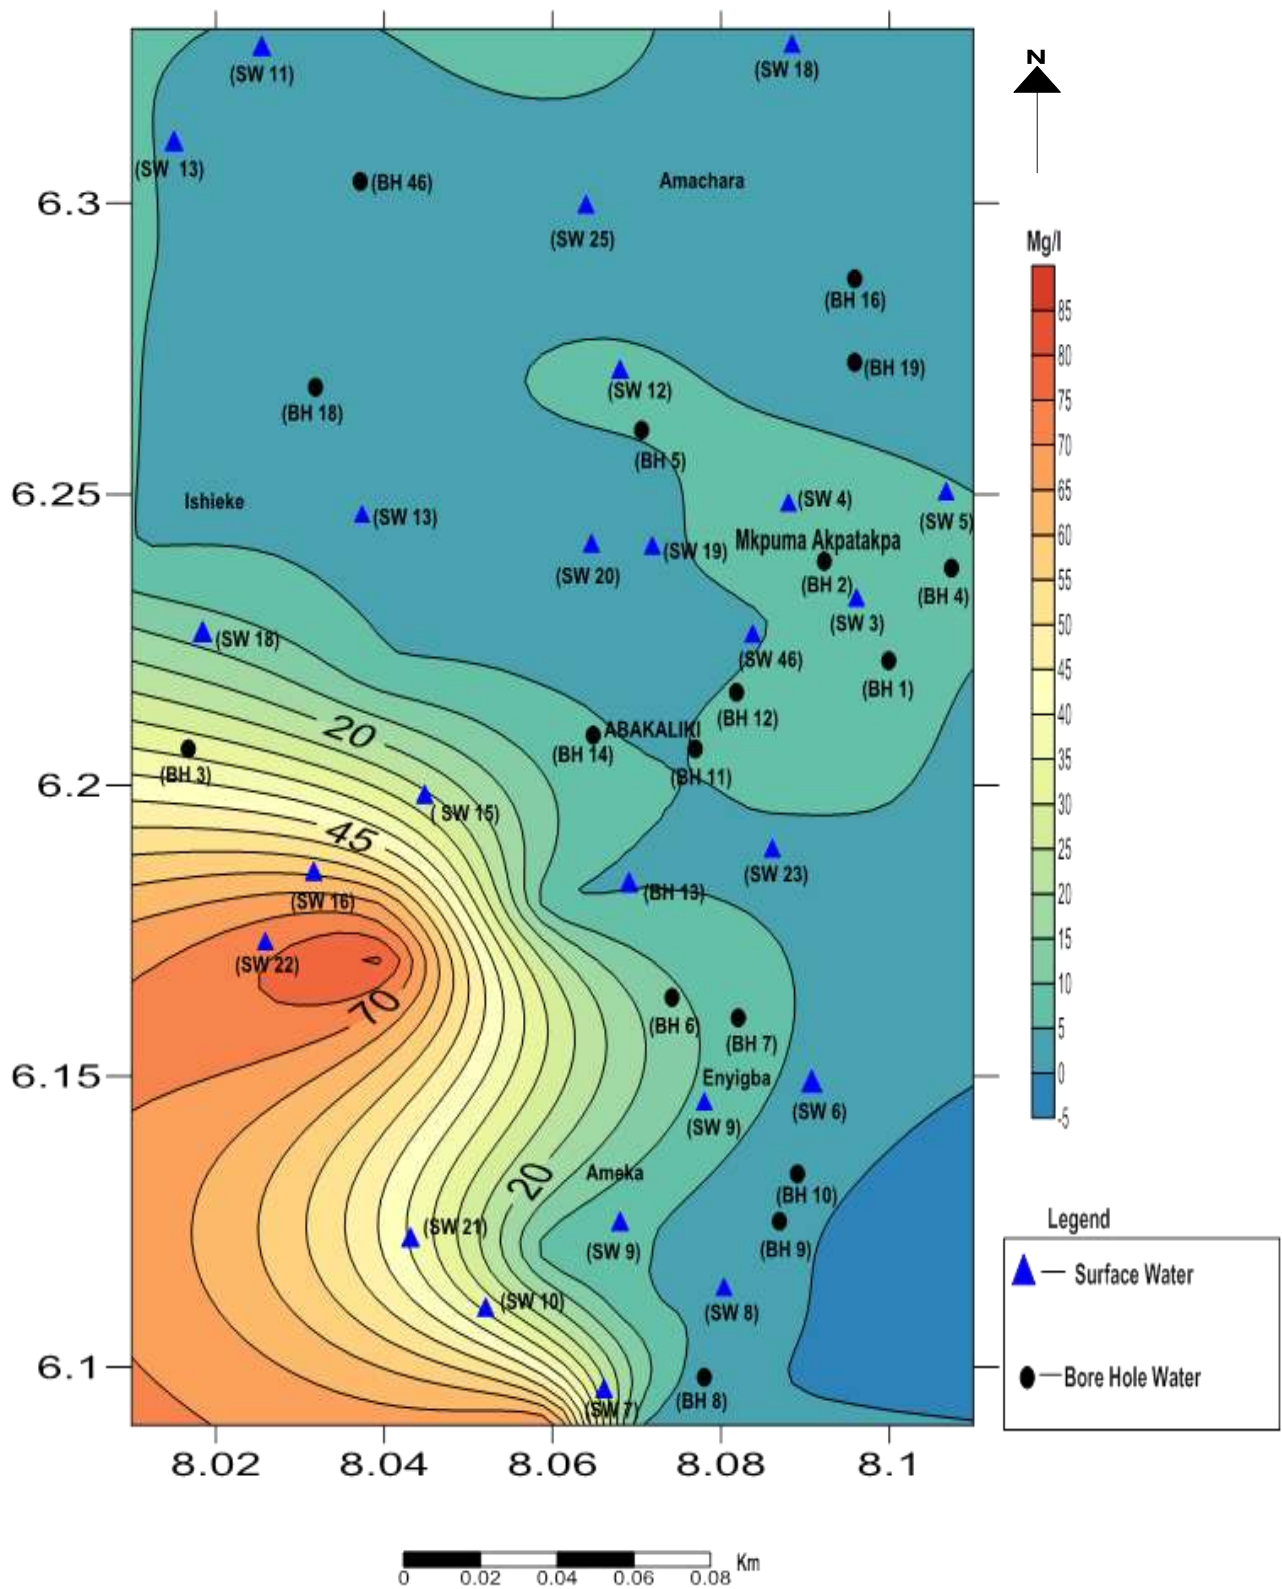 (SW 11)
(SW 18)
N
(SW  13)
(BH 46)
Amachara
6.3
(SW 25)
Mg/l
(BH 16)
(BH 19)
(SW 12)
(BH 18)
(BH 5)
6.25
Ishieke
(SW 13)
(SW 4)
(SW 5)
Mkpuma Akpatakpa
(SW 20)
(SW 19)
(BH 2)
(BH 4)
(SW 3)
(SW 18)
(SW 46)
(BH 1)
(BH 12)
20
ABAKALIKI
(BH 14)
(BH 3)
(BH 11)
6.2
( SW 15)
45
(SW 23)
(SW 16)
(BH 13)
(SW 22)
70
(BH 6)
(BH 7)
6.15
Enyigba
(SW 6)
(SW 9)
Ameka
20
(BH 10)
(SW 21)
(SW 9)
(BH 9)
(SW 10)
(SW 8)
6.1
(SW 7)
(BH 8)
8.02
8.04
8.06
8.08
8.1
85
80
75
70
65
60
55
50
45
40
35
30
25
20
15
10
5
0
-5
Legend
Surface Water
Bore Hole Water
Km
0
0.02
0.04
0.06
0.08